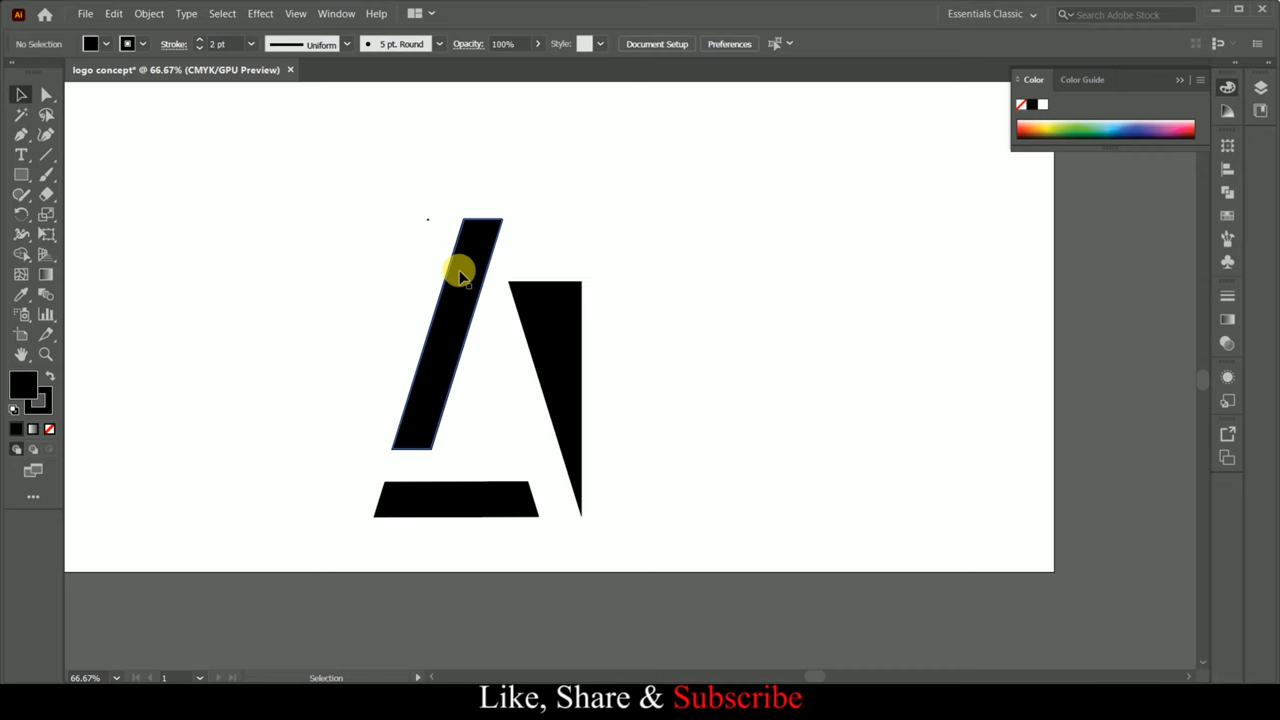 Ai File Edit Object Type Select Effect View Window Help Essentials Classic Search Adobe Stock
No Selection Stroke: 2 pt Uniform 5 pt. Round Opacity: 100% Style: Document Setup Preferences
logo concept* @ 66.67% (CMYK/GPU Preview)
Color Color Guide
66.67% 1 Selection
Like, Share & Subscribe